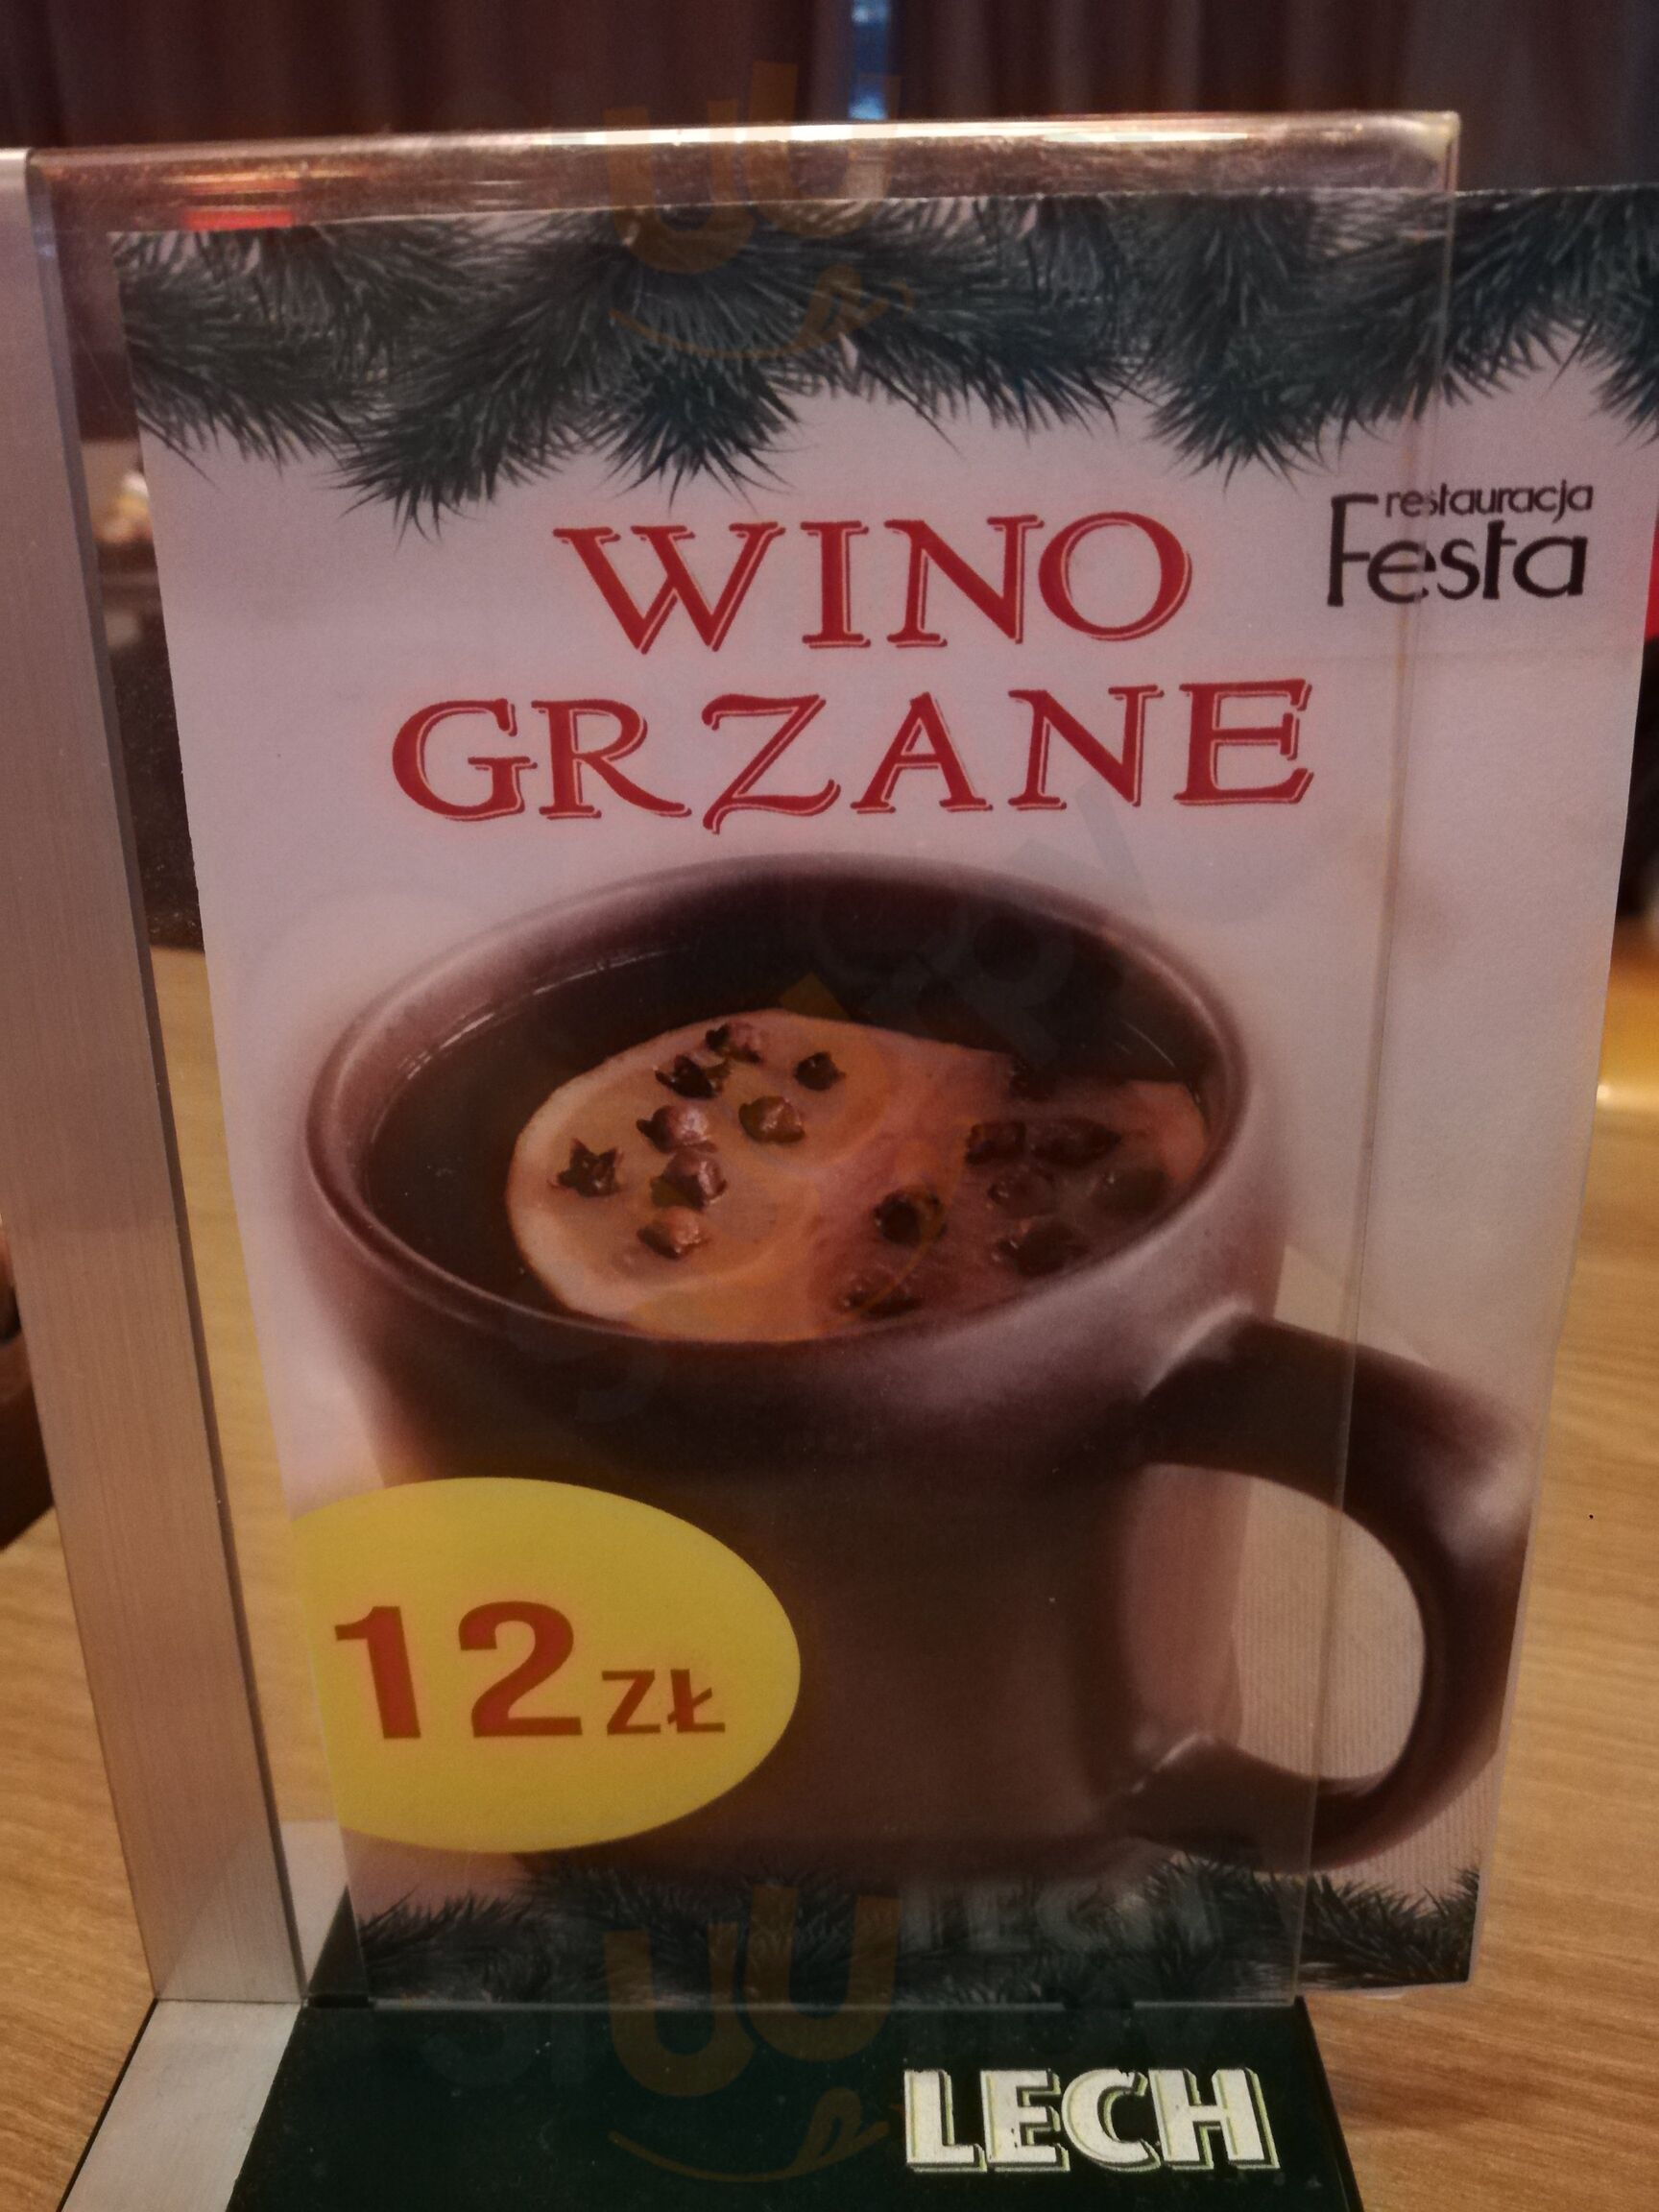 restauracja
Festa
WINO
GRZANE
12 ZŁ
LECH